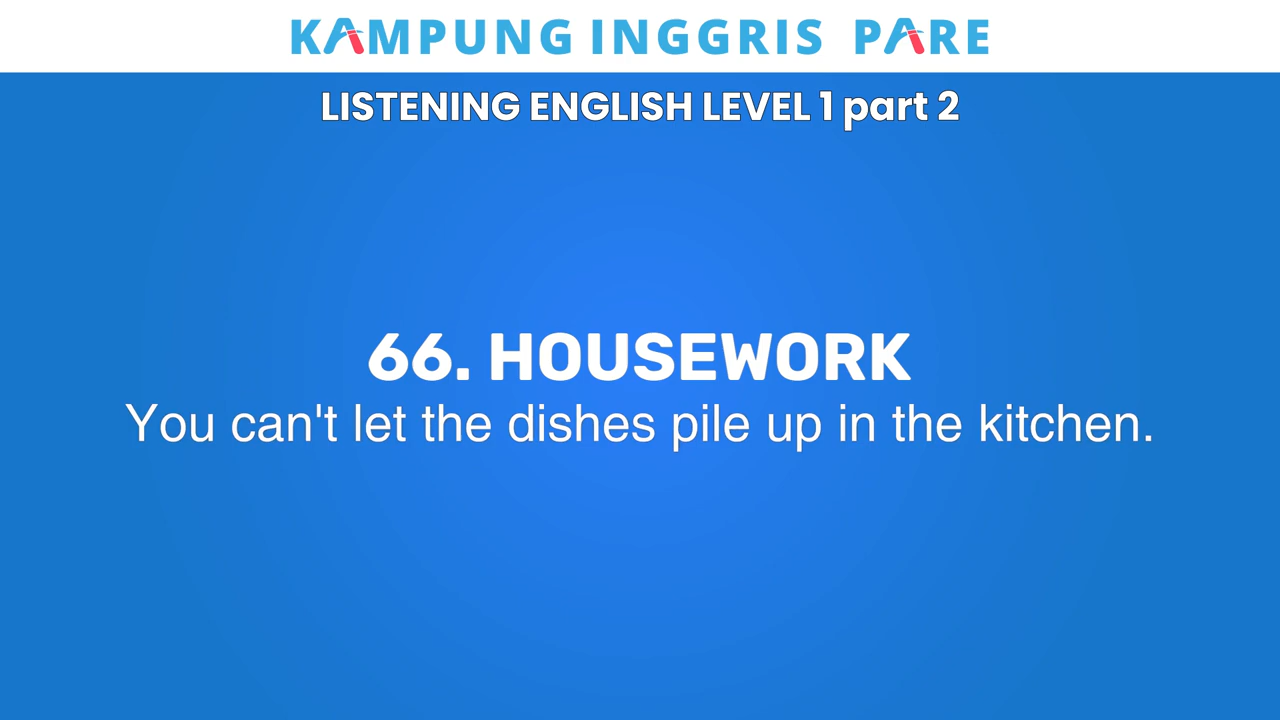 KAMPUNG INGGRIS PARE
LISTENING ENGLISH LEVEL 1 part 2
66. HOUSEWORK
You can't let the dishes pile up in the kitchen.